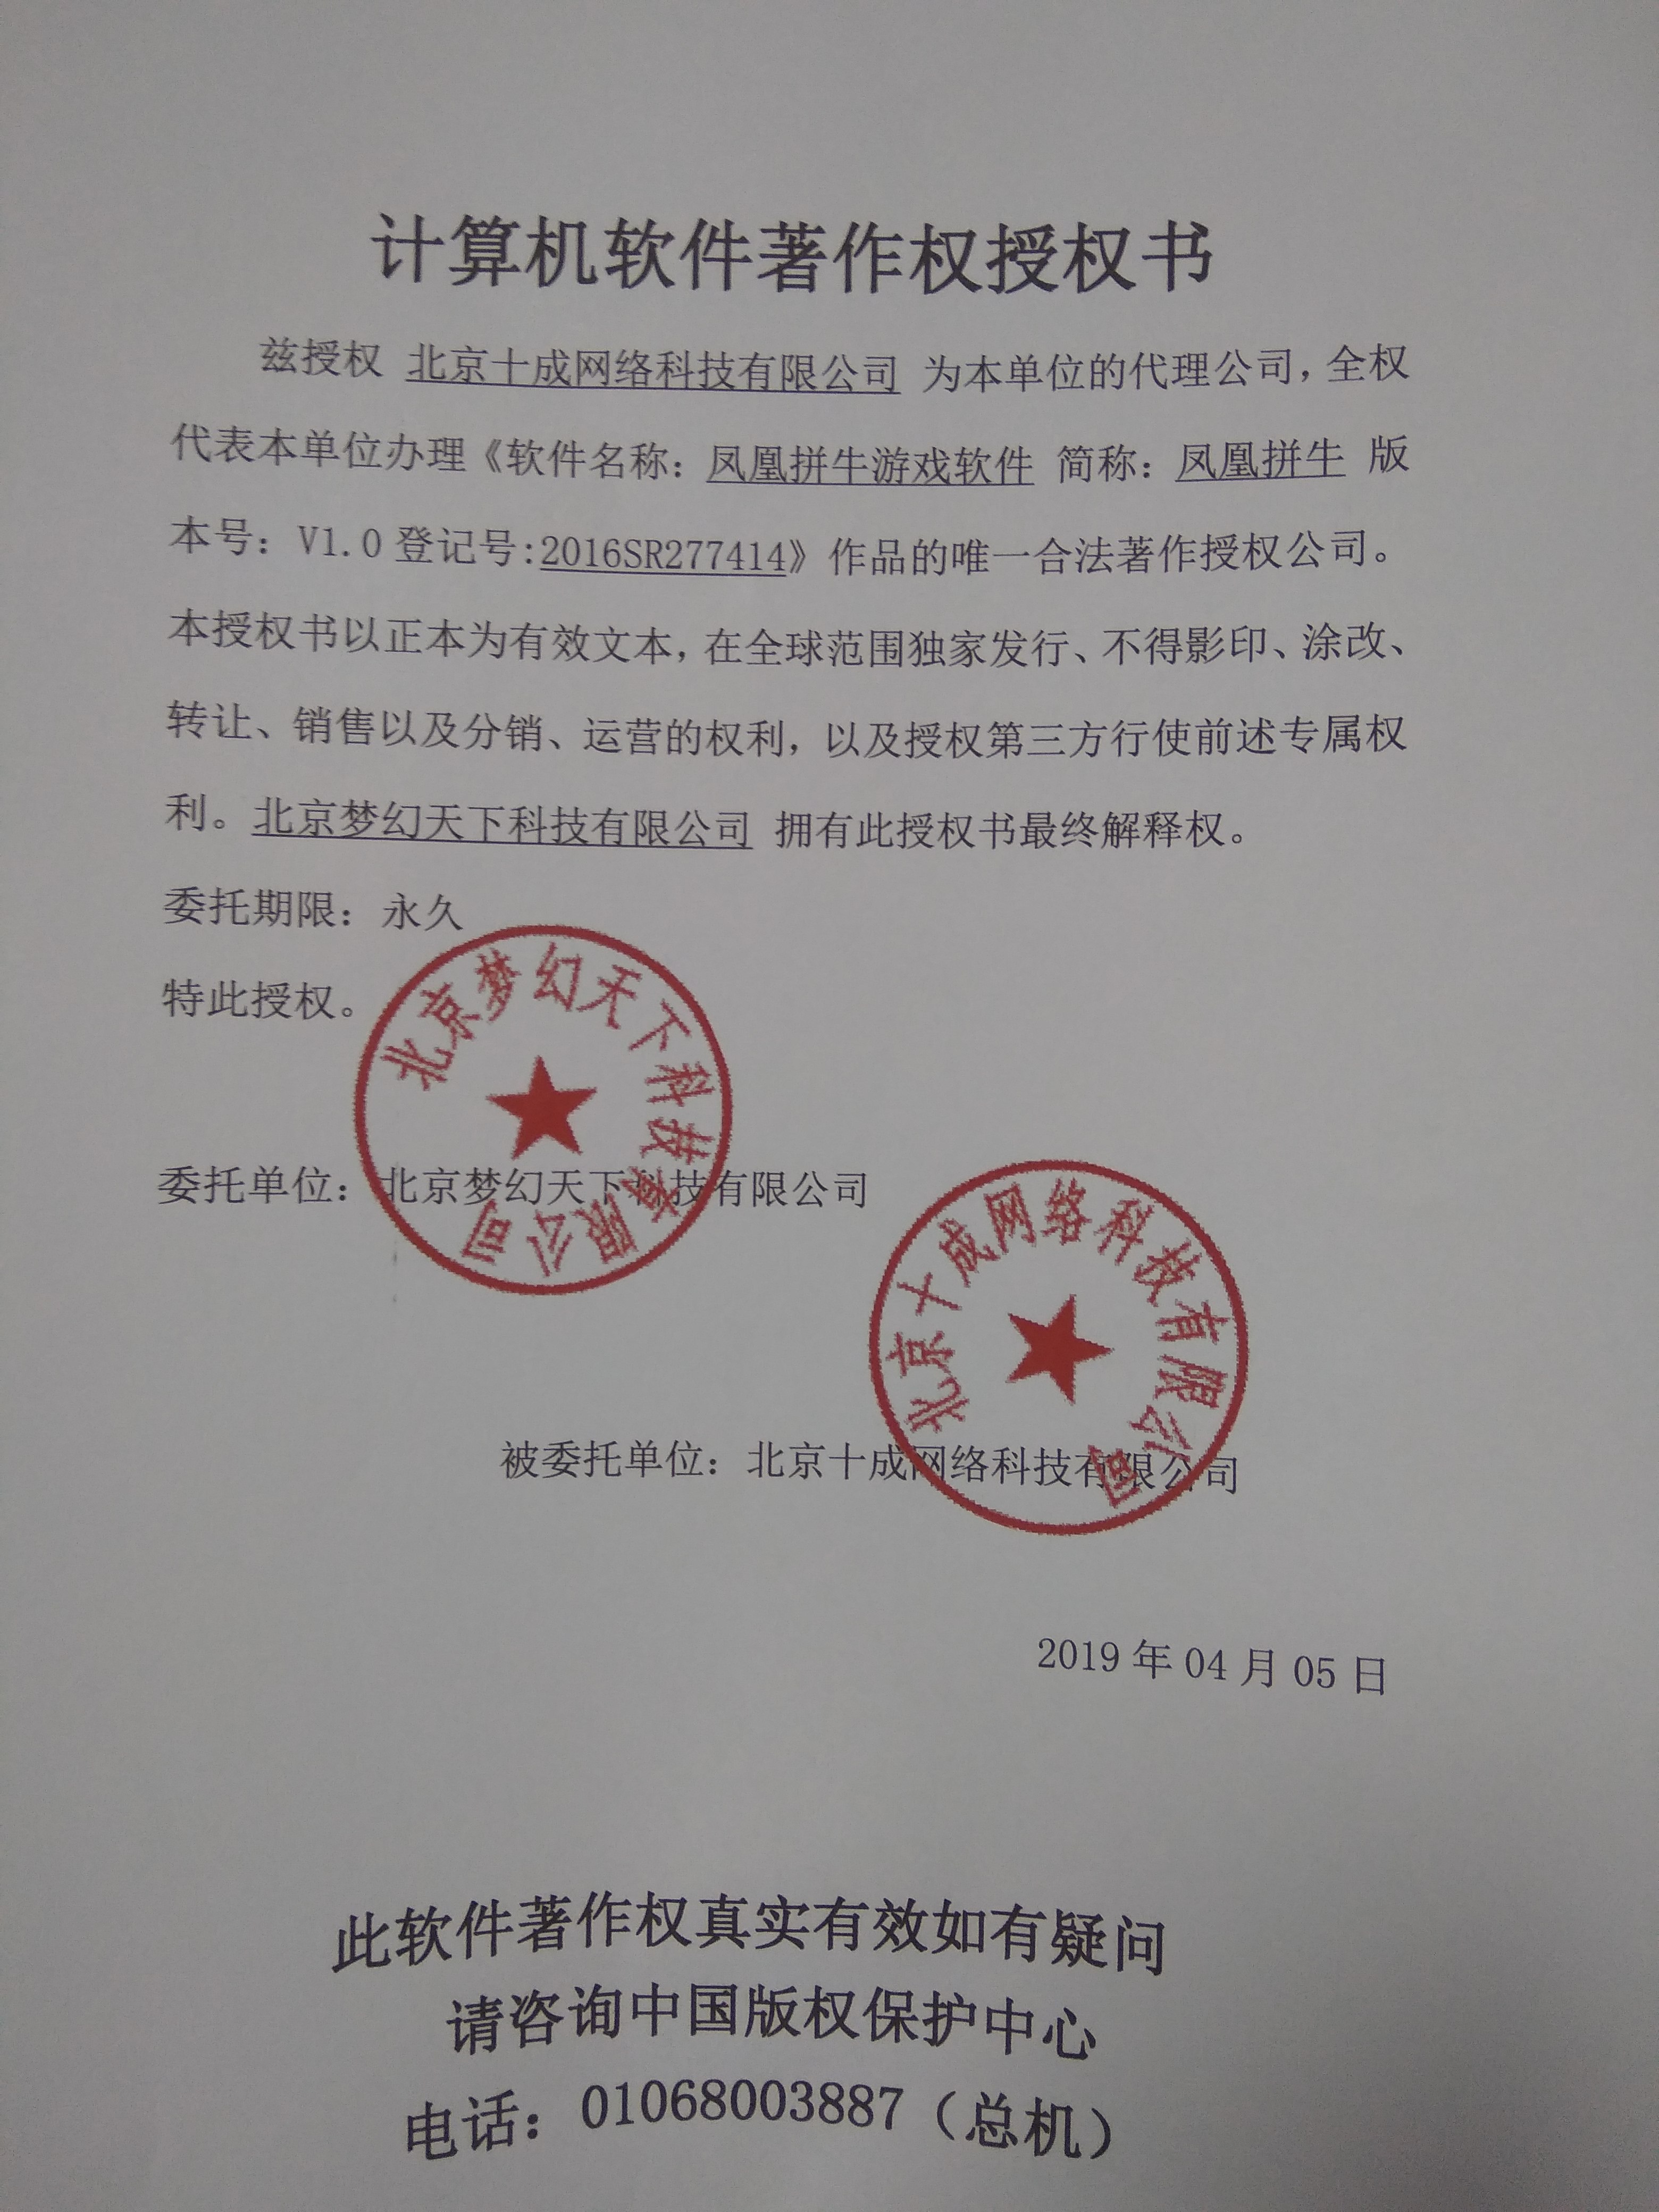 计算机软件著作权授权书
兹授权 北京十成网络科技有限公司 为本单位的代理公司，全权
代表本单位办理《软件名称：凤凰拼牛游戏软件 简称：凤凰拼牛 版
本号：V1.0 登记号:2016SR277414》作品的唯一合法著作授权公司。
本授权书以正本为有效文本，在全球范围独家发行、不得影印、涂改、
转让、销售以及分销、运营的权利，以及授权第三方行使前述专属权
利。北京梦幻天下科技有限公司 拥有此授权书最终解释权。
委托期限：永久
特此授权。
北京梦幻天下科技有限公司
委托单位：北京梦幻天下科技有限公司
北京十成网络科技有限公司
被委托单位：北京十成网络科技有限公司
2019 年 04 月 05 日
此软件著作权真实有效如有疑问
请咨询中国版权保护中心
电话：01068003887（总机）